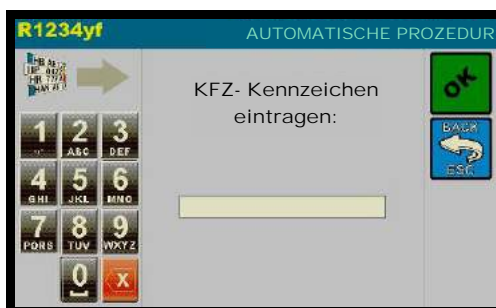 R1234yf
AUTOMATISCHE PROZEDUR
KFZ- Kennzeichen
eintragen:
OK
BACK
ESC
1 2 3
ABC DEF
4 5 6
GHI JKL MNO
7 8 9
PQRS TUV WXYZ
0 X